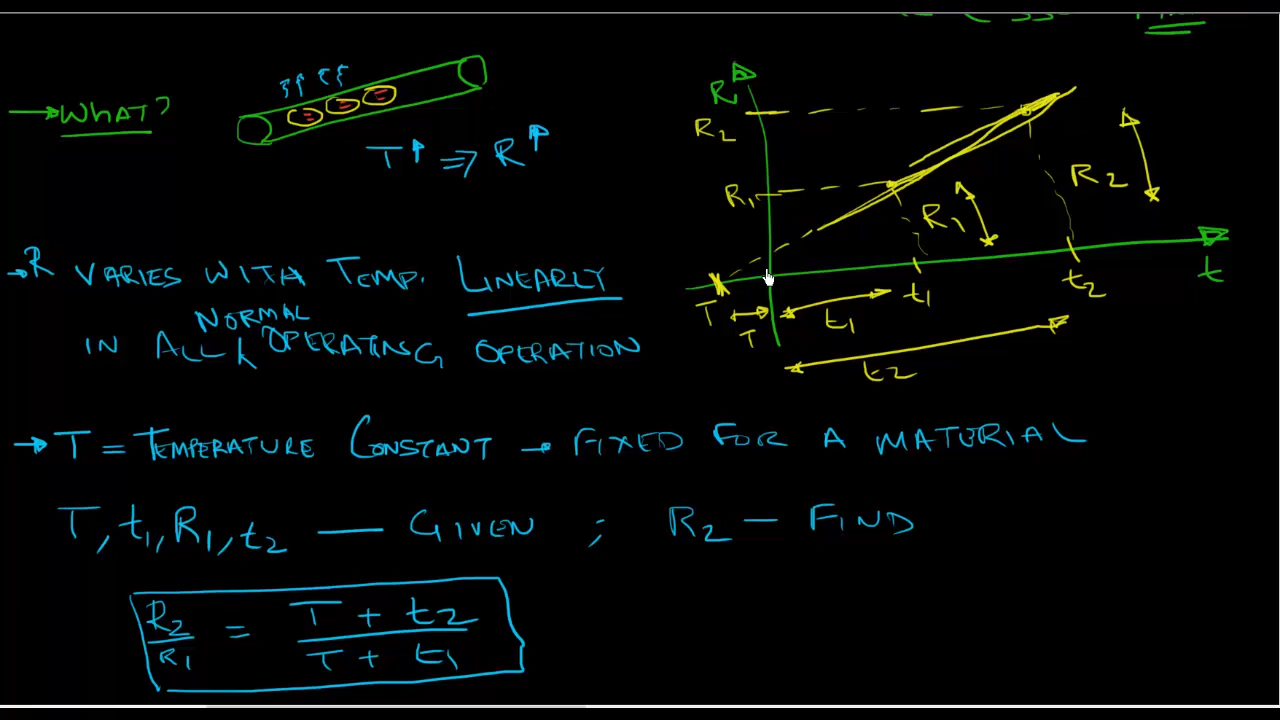 → WHAT?
T↑ ⇒ R↑
R
R2
R1
R1
R2
t
t1
t2
T
T
t1
t2
→ R VARIES WITH TEMP. LINEARLY
NORMAL
IN ALL OPERATING OPERATION
→ T = TEMPERATURE CONSTANT → FIXED FOR A MATERIAL
T, t1, R1, t2 — GIVEN ; R2 — FIND
R2/R1 = T + t2 / T + t1